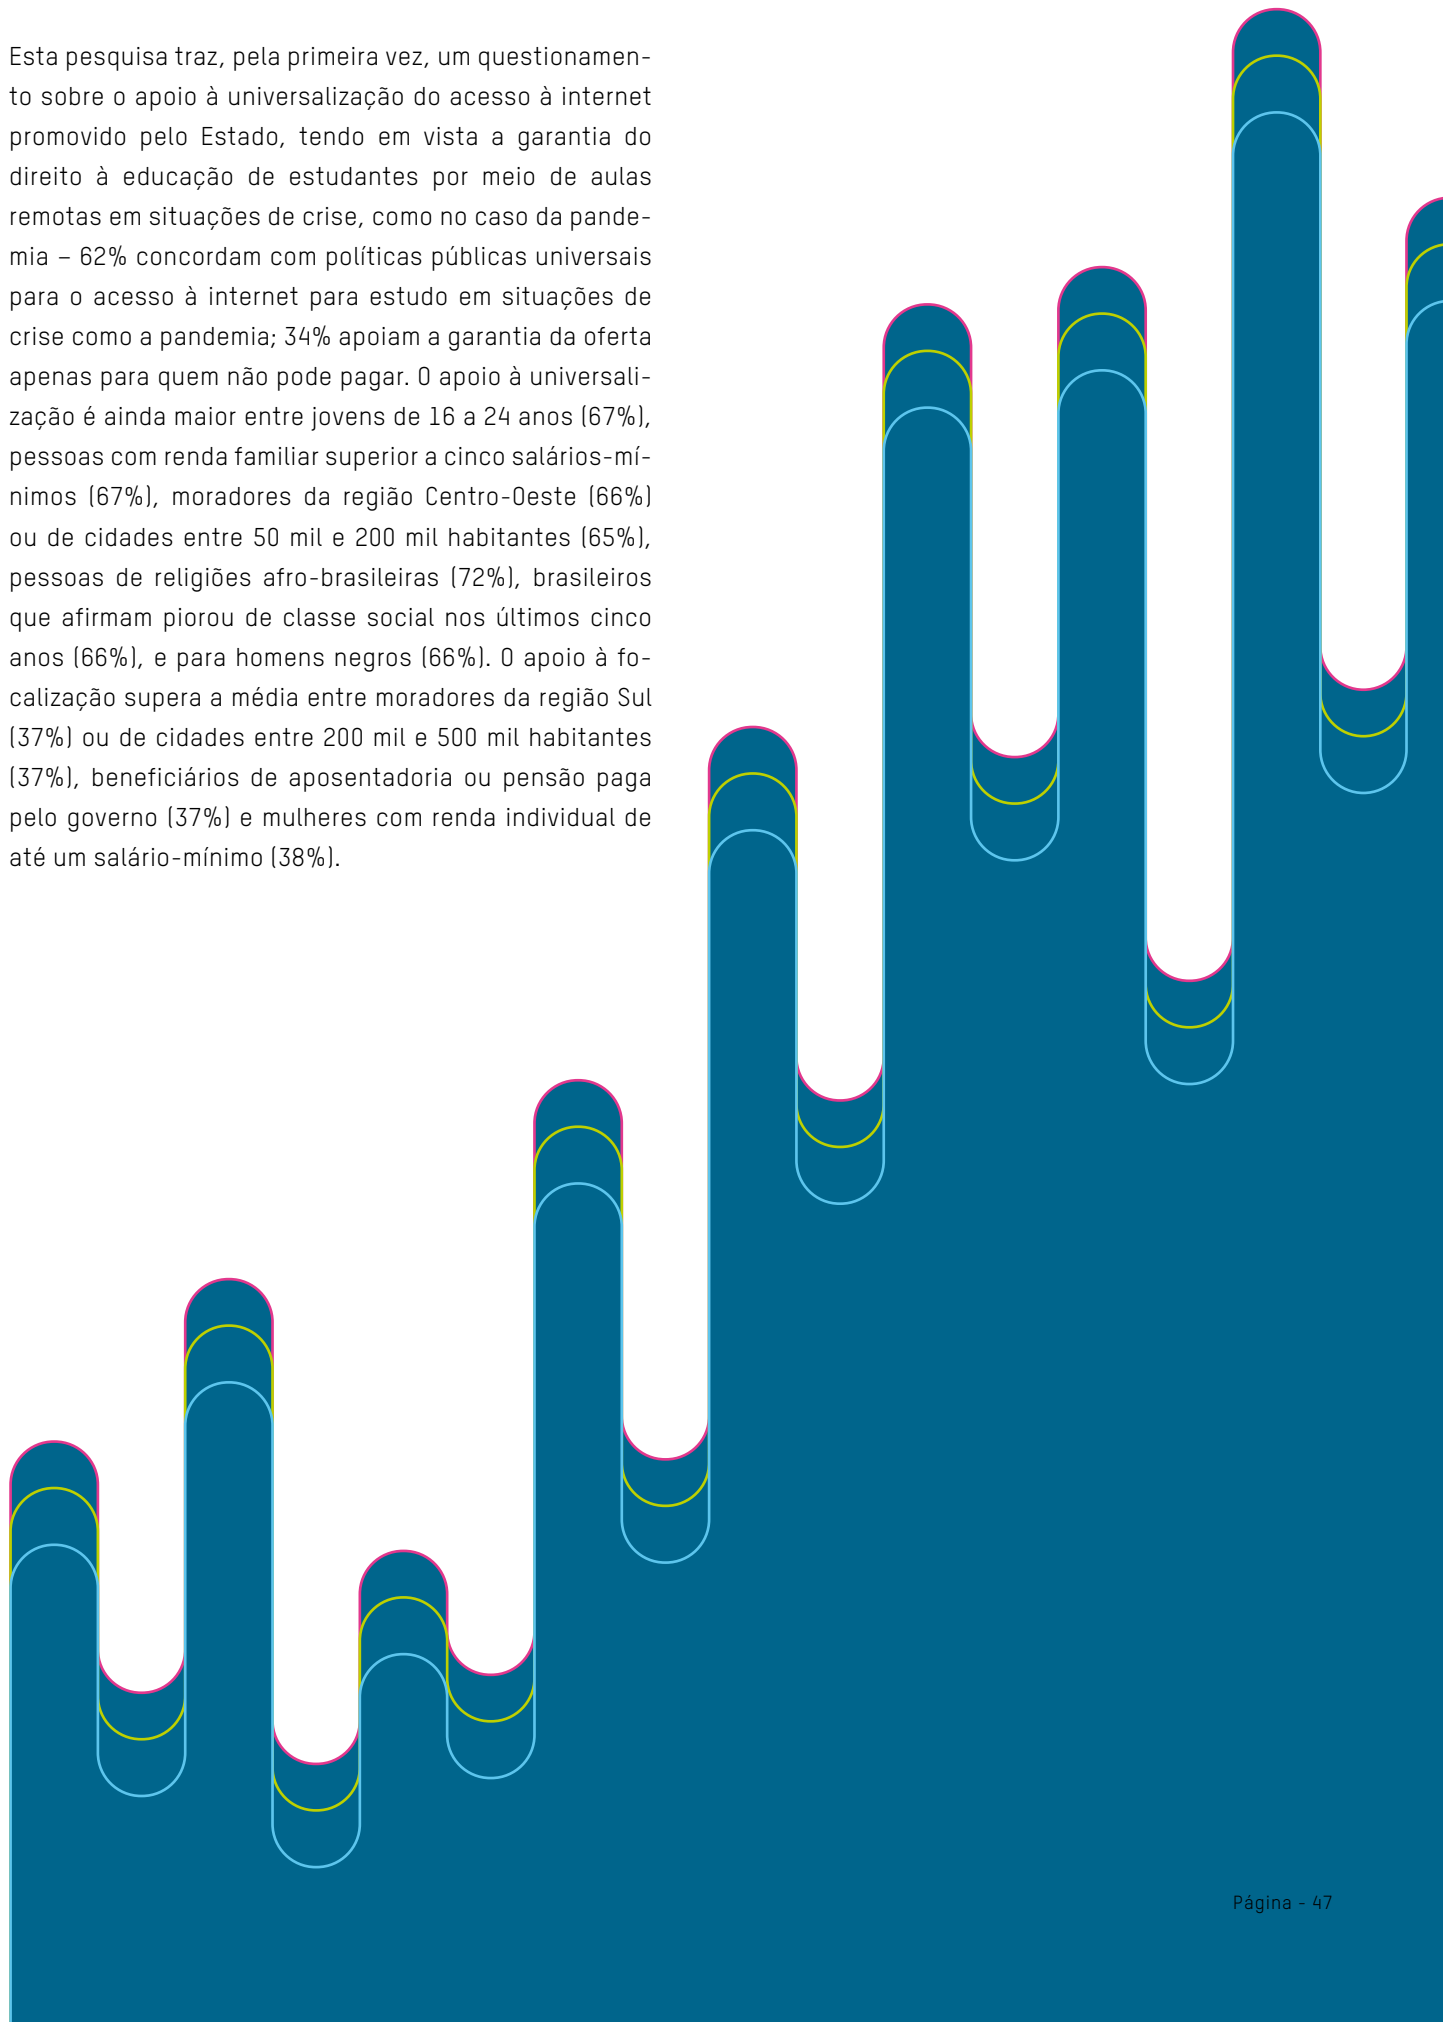 Esta pesquisa traz, pela primeira vez, um questionamen-
to sobre o apoio à universalização do acesso à internet
promovido pelo Estado, tendo em vista a garantia do
direito à educação de estudantes por meio de aulas
remotas em situações de crise, como no caso da pande-
mia – 62% concordam com políticas públicas universais
para o acesso à internet para estudo em situações de
crise como a pandemia; 34% apoiam a garantia da oferta
apenas para quem não pode pagar. O apoio à universali-
zação é ainda maior entre jovens de 16 a 24 anos (67%),
pessoas com renda familiar superior a cinco salários-mí-
nimos (67%), moradores da região Centro-Oeste (66%)
ou de cidades entre 50 mil e 200 mil habitantes (65%),
pessoas de religiões afro-brasileiras (72%), brasileiros
que afirmam piorou de classe social nos últimos cinco
anos (66%), e para homens negros (66%). O apoio à fo-
calização supera a média entre moradores da região Sul
(37%) ou de cidades entre 200 mil e 500 mil habitantes
(37%), beneficiários de aposentadoria ou pensão paga
pelo governo (37%) e mulheres com renda individual de
até um salário-mínimo (38%).
Página - 47